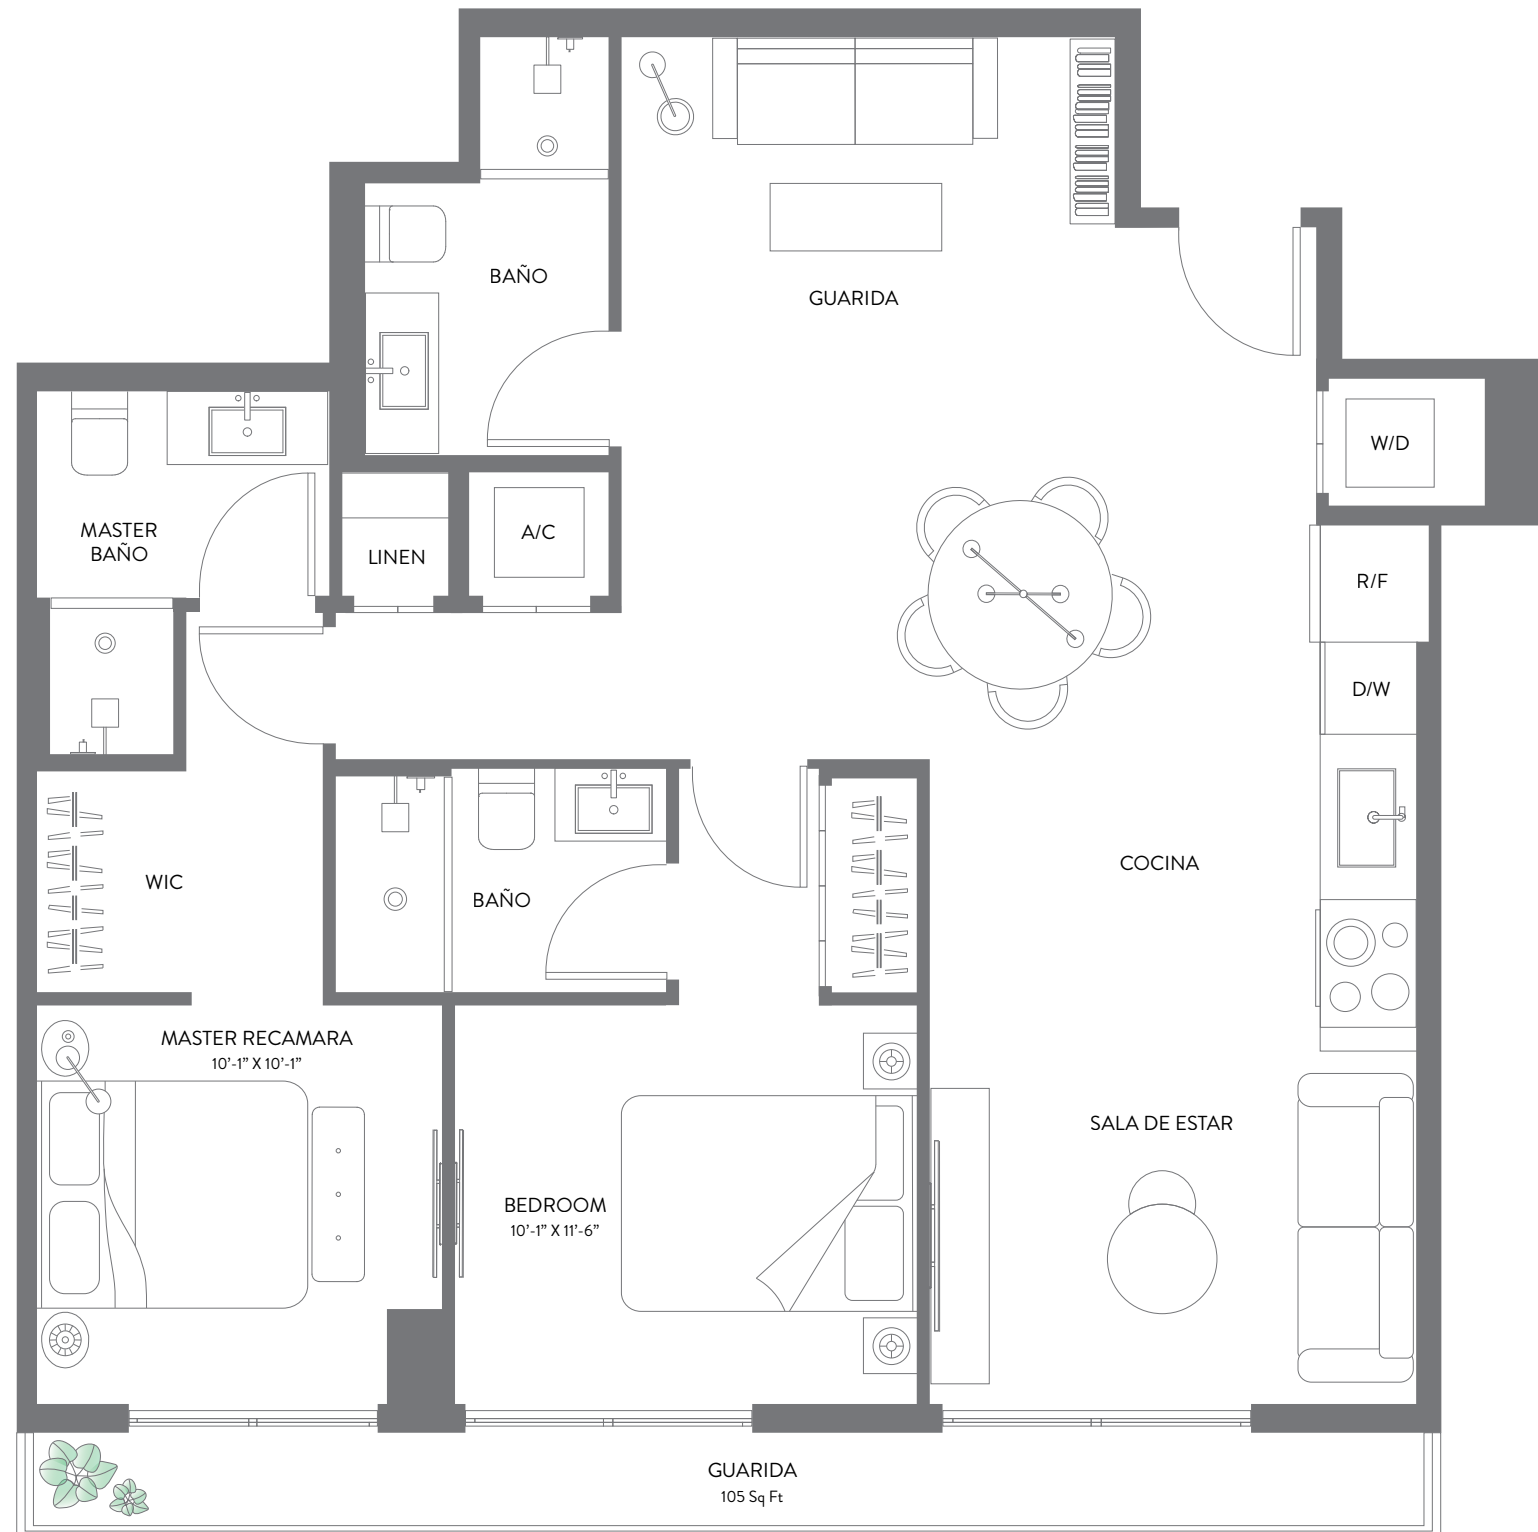 BAÑO
GUARIDA
W/D
MASTER
BAÑO
LINEN
A/C
R/F
D/W
COCINA
WIC
BAÑO
MASTER RECAMARA
10’-1” X 10’-1”
SALA DE ESTAR
BEDROOM
10’-1” X 11’-6”
GUARIDA
105 Sq Ft